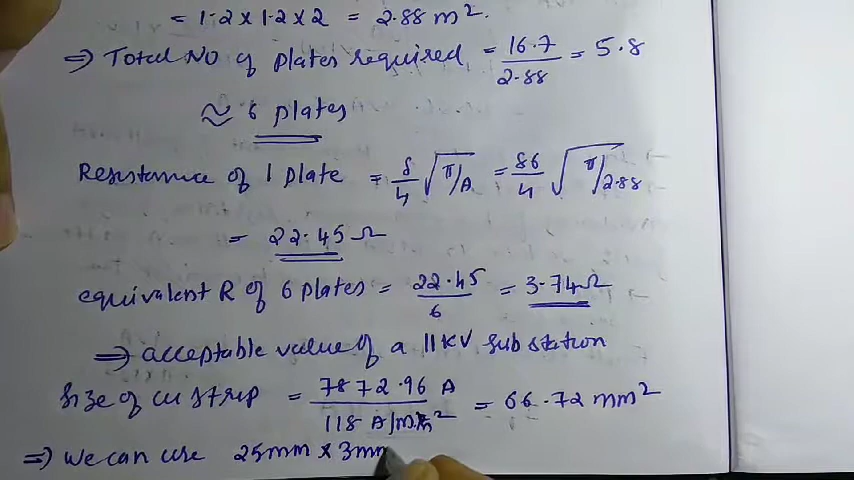 = 1.2 x 1.2 x 2 = 2.88 m².
⇒ Total No of plates required = 16.7/2.88 = 5.8
≈ 6 plates
Resistance of 1 plate = ρ/4 √(π/A) = 86/4 √(π/2.88)
= 22.45 Ω
equivalent R of 6 plates = 22.45/6 = 3.74 Ω
⇒ acceptable value of a 11 KV substation
Size of cu strip = 7872.96 A / 118 A/mm² = 66.72 mm²
⇒ we can use 25mm x 3mm